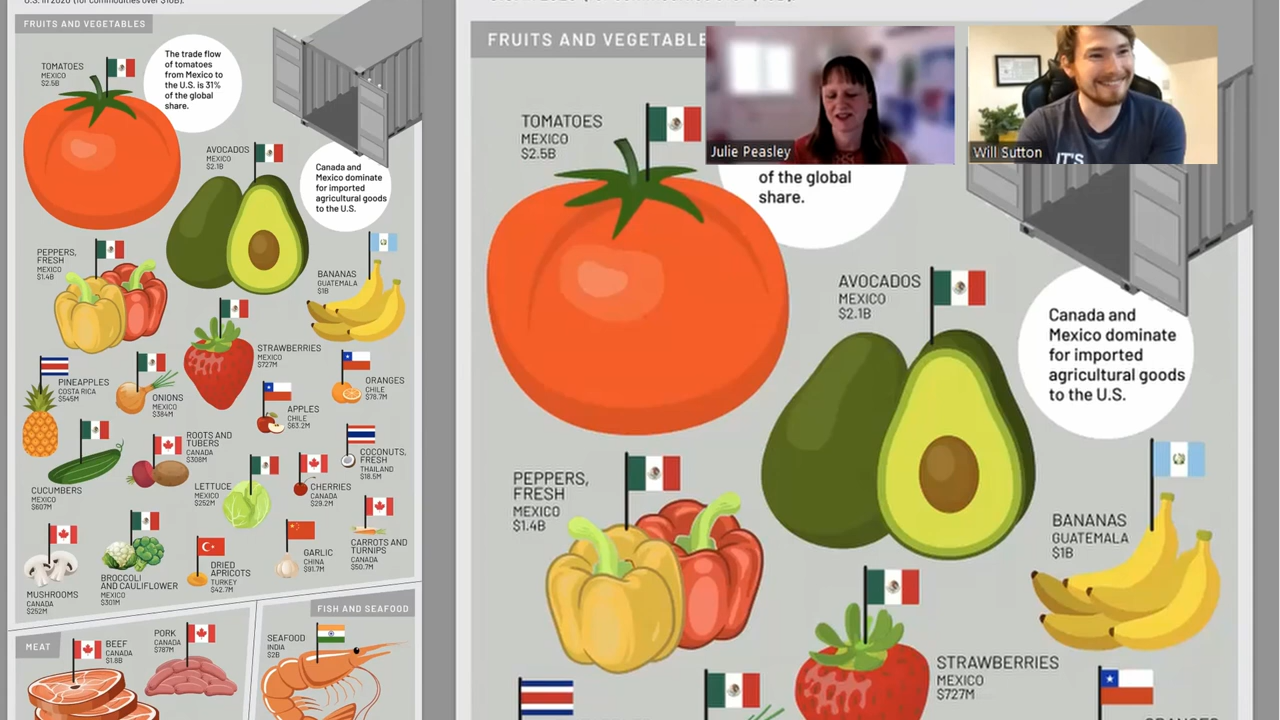 U.S. in 2020 (for commodities over $10B).
FRUITS AND VEGETABLES
TOMATOES
MEXICO
$2.5B
The trade flow
of tomatoes
from Mexico to
the U.S. is 31%
of the global
share.
AVOCADOS
MEXICO
$2.1B
Canada and
Mexico dominate
for imported
agricultural goods
to the U.S.
PEPPERS,
FRESH
MEXICO
$1.4B
BANANAS
GUATEMALA
$1B
STRAWBERRIES
MEXICO
$727M
PINEAPPLES
COSTA RICA
$545M
ONIONS
MEXICO
$384M
ORANGES
CHILE
$78.7M
APPLES
CHILE
$63.2M
CUCUMBERS
MEXICO
$607M
ROOTS AND
TUBERS
CANADA
$308M
COCONUTS,
FRESH
THAILAND
$18.5M
LETTUCE
MEXICO
$252M
CHERRIES
CANADA
$29.2M
MUSHROOMS
CANADA
$252M
BROCCOLI
AND CAULIFLOWER
MEXICO
$301M
DRIED
APRICOTS
TURKEY
$42.7M
GARLIC
CHINA
$91.7M
CARROTS AND
TURNIPS
CANADA
$50.7M
MEAT
BEEF
CANADA
$1.8B
PORK
CANADA
$787M
FISH AND SEAFOOD
SEAFOOD
INDIA
$2B
FRUITS AND VEGETABLE
TOMATOES
MEXICO
$2.5B
of the global
share.
Julie Peasley
Will Sutton
IT'S
AVOCADOS
MEXICO
$2.1B
Canada and
Mexico dominate
for imported
agricultural goods
to the U.S.
PEPPERS,
FRESH
MEXICO
$1.4B
BANANAS
GUATEMALA
$1B
STRAWBERRIES
MEXICO
$727M